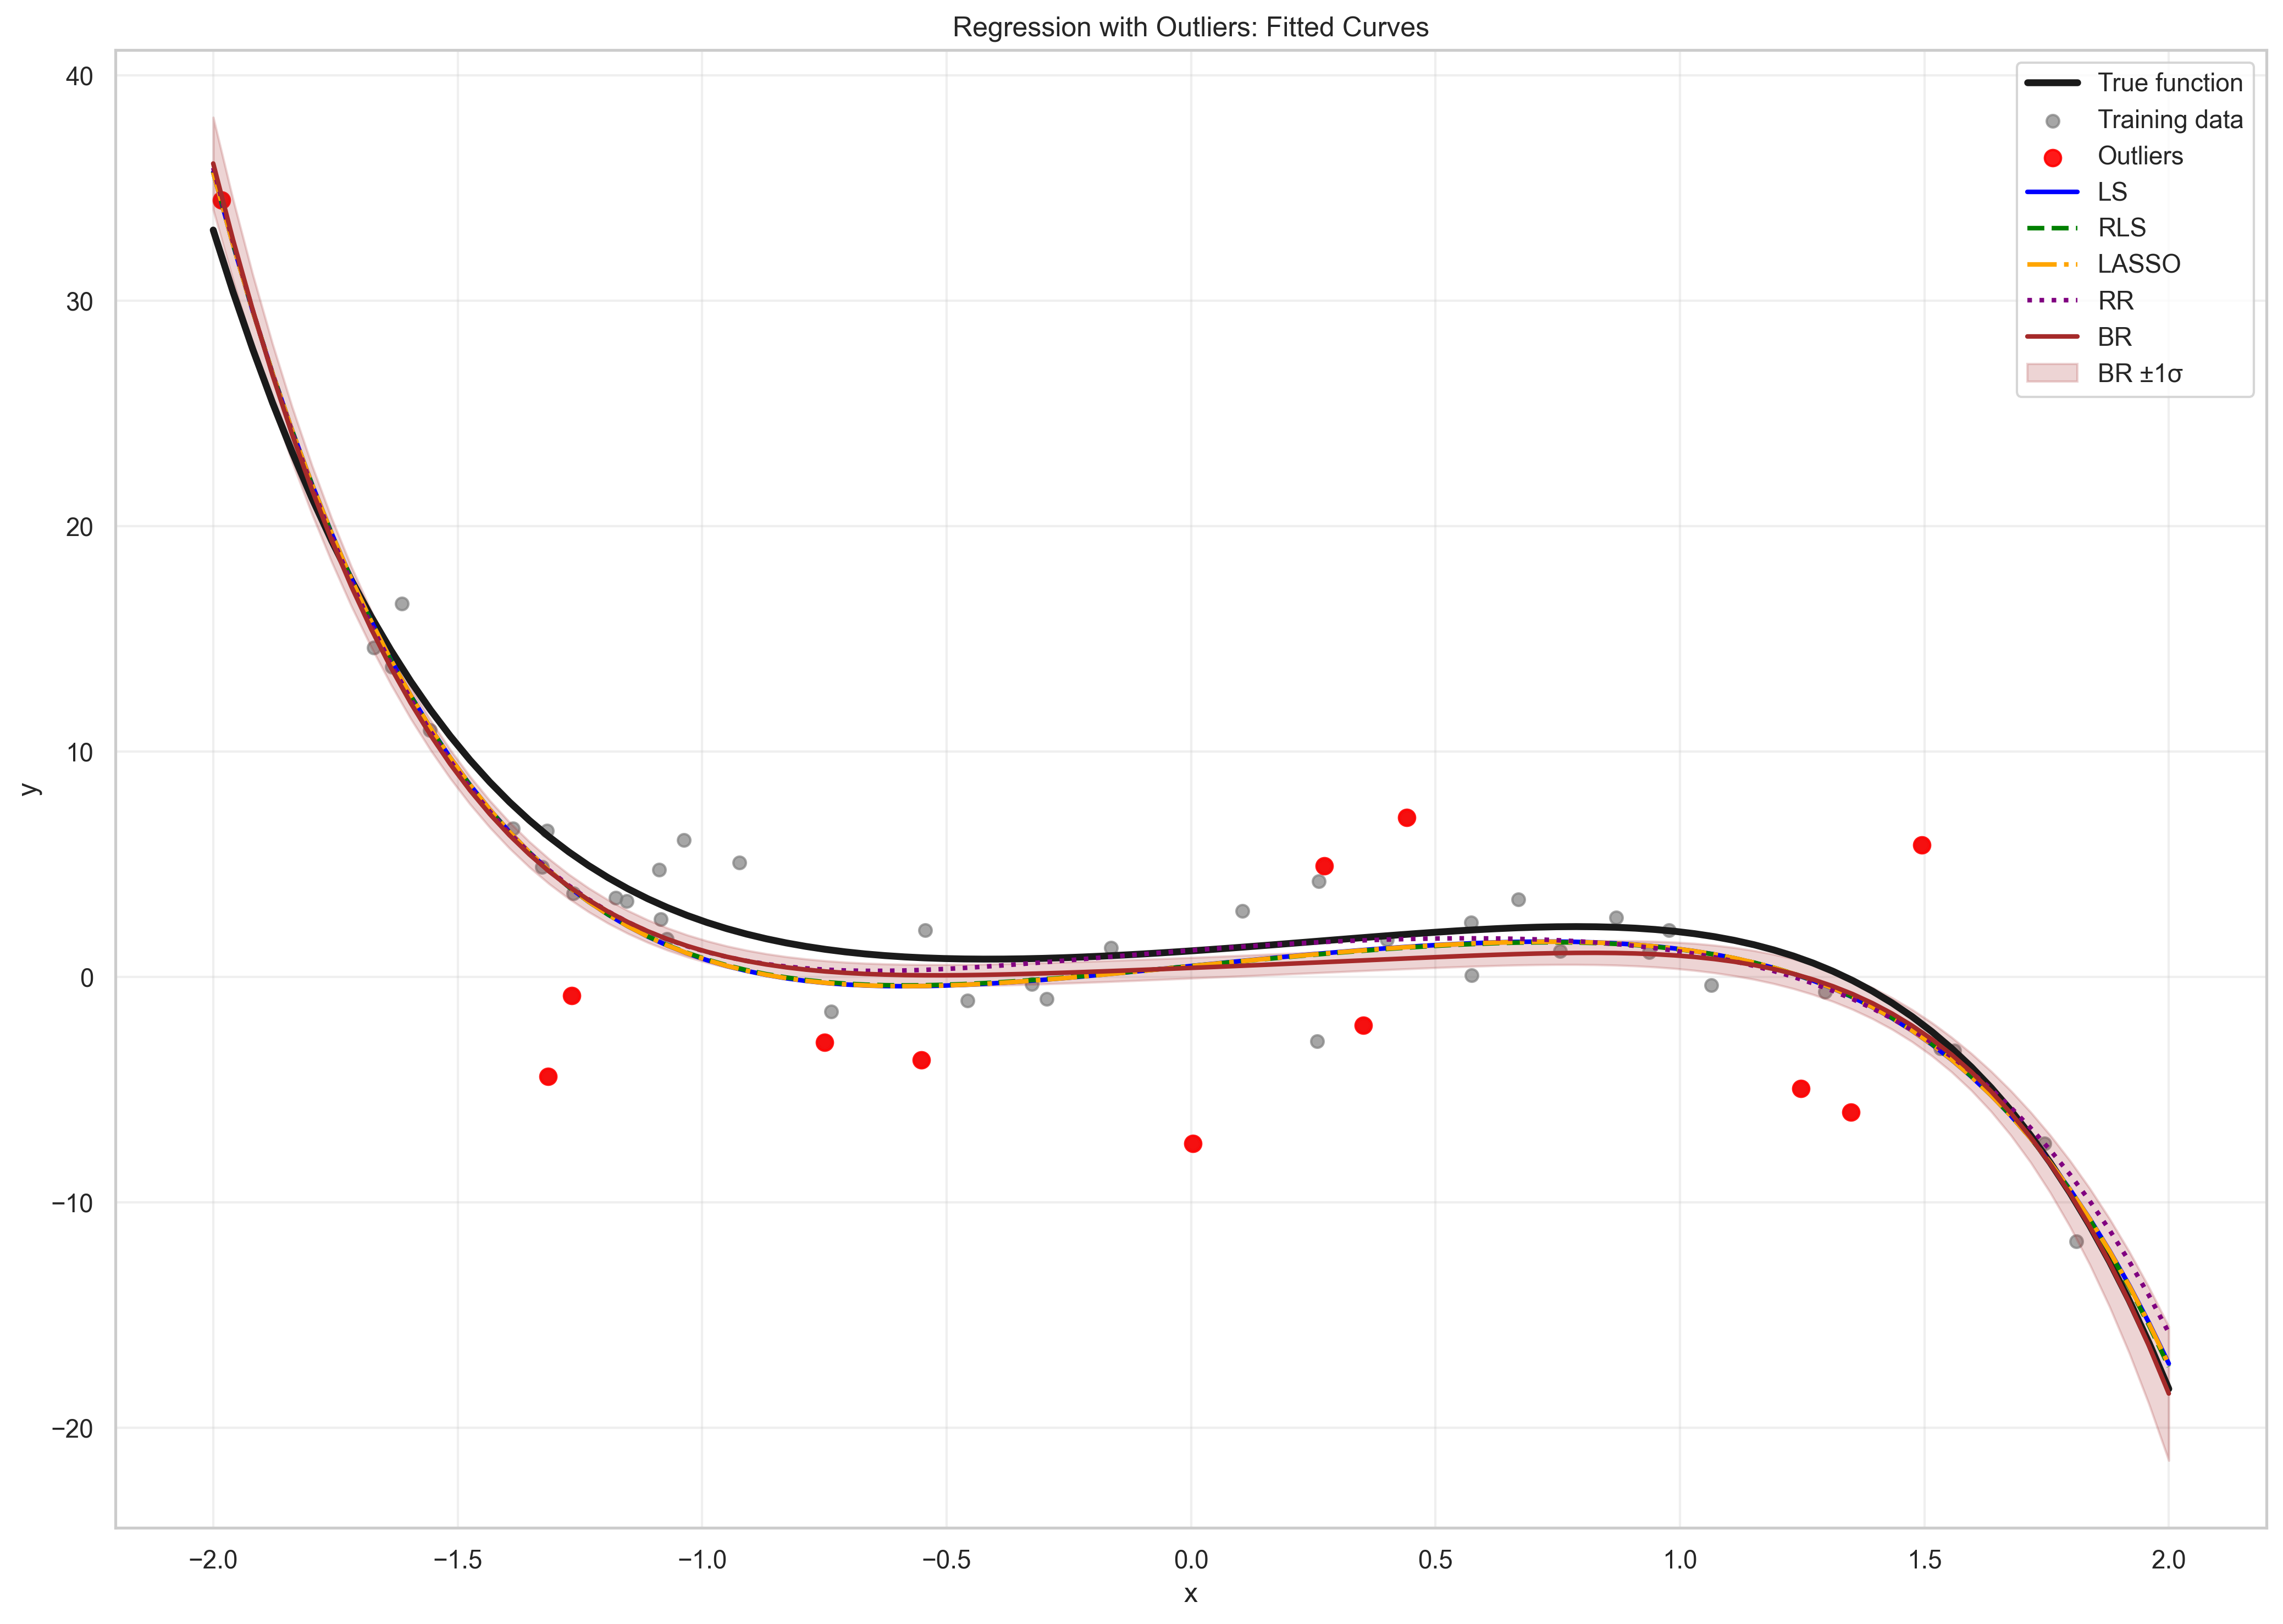 Regression with Outliers: Fitted Curves
40
30
20
10
0
−10
−20
y
True function
Training data
Outliers
LS
RLS
LASSO
RR
BR
BR ±1σ
−2.0 −1.5 −1.0 −0.5 0.0 0.5 1.0 1.5 2.0
x